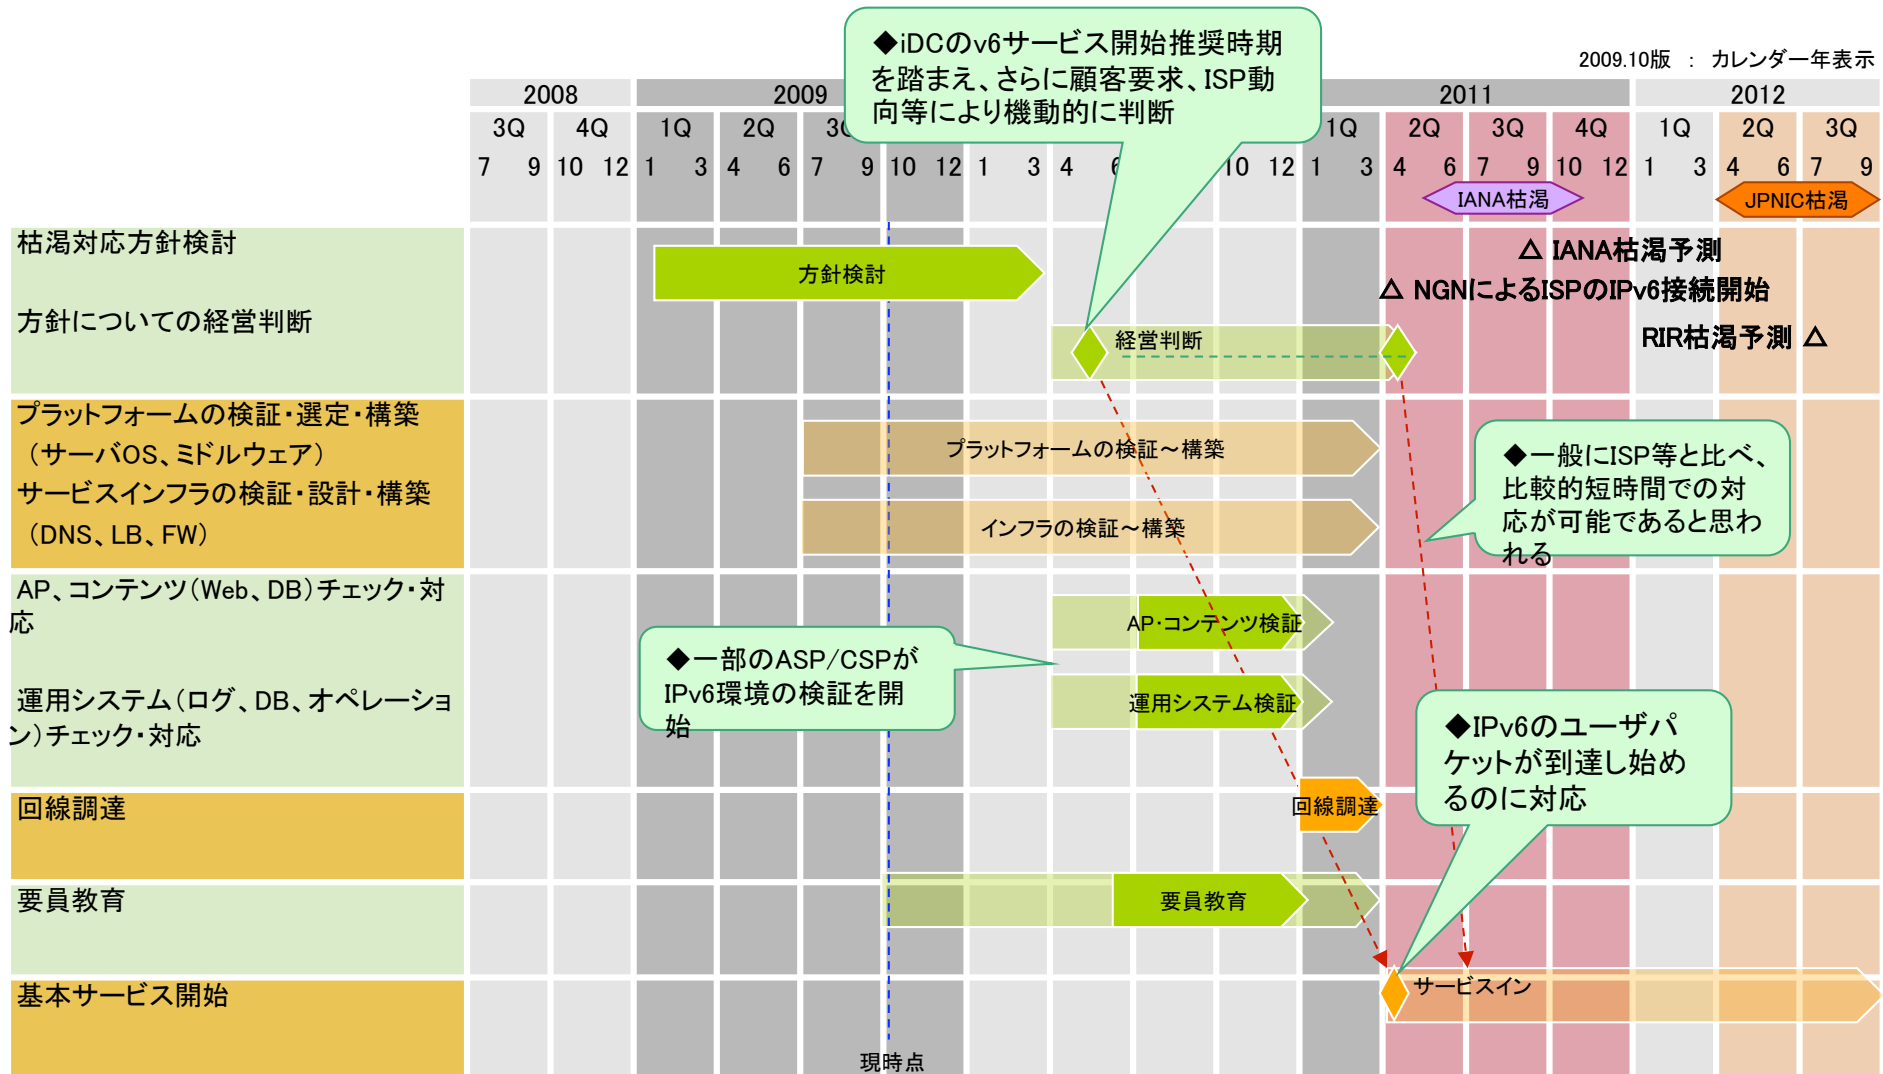 ◆iDCのv6サービス開始推奨時期
を踏まえ、さらに顧客要求、ISP動
向等により機動的に判断
2009.10版 : カレンダー年表示
2008
2009
2011
2012
3Q
4Q
1Q
2Q
1Q
2Q
3Q
4Q
1Q
2Q
3Q
7 9 10 12 1 3 4 6 7 9 10 12 1 3 4 10 12 1 3 4 6 7 9 10 12 1 3 4 6 7 9
IANA枯渇
JPNIC枯渇
枯渇対応方針検討
方針検討
△ IANA枯渇予測
△ NGNによるISPのIPv6接続開始
方針についての経営判断
経営判断
RIR枯渇予測 △
プラットフォームの検証・選定・構築
（サーバOS、ミドルウェア）
プラットフォームの検証～構築
サービスインフラの検証・設計・構築
（DNS、LB、FW）
インフラの検証～構築
◆一般にISP等と比べ、
比較的短時間での対
応が可能であると思わ
れる
AP、コンテンツ（Web、DB）チェック・対
応
AP・コンテンツ検証
◆一部のASP/CSPが
IPv6環境の検証を開
始
運用システム（ログ、DB、オペレーショ
ン）チェック・対応
運用システム検証
◆IPv6のユーザパ
ケットが到達し始め
るのに対応
回線調達
回線調達
要員教育
要員教育
基本サービス開始
サービスイン
現時点